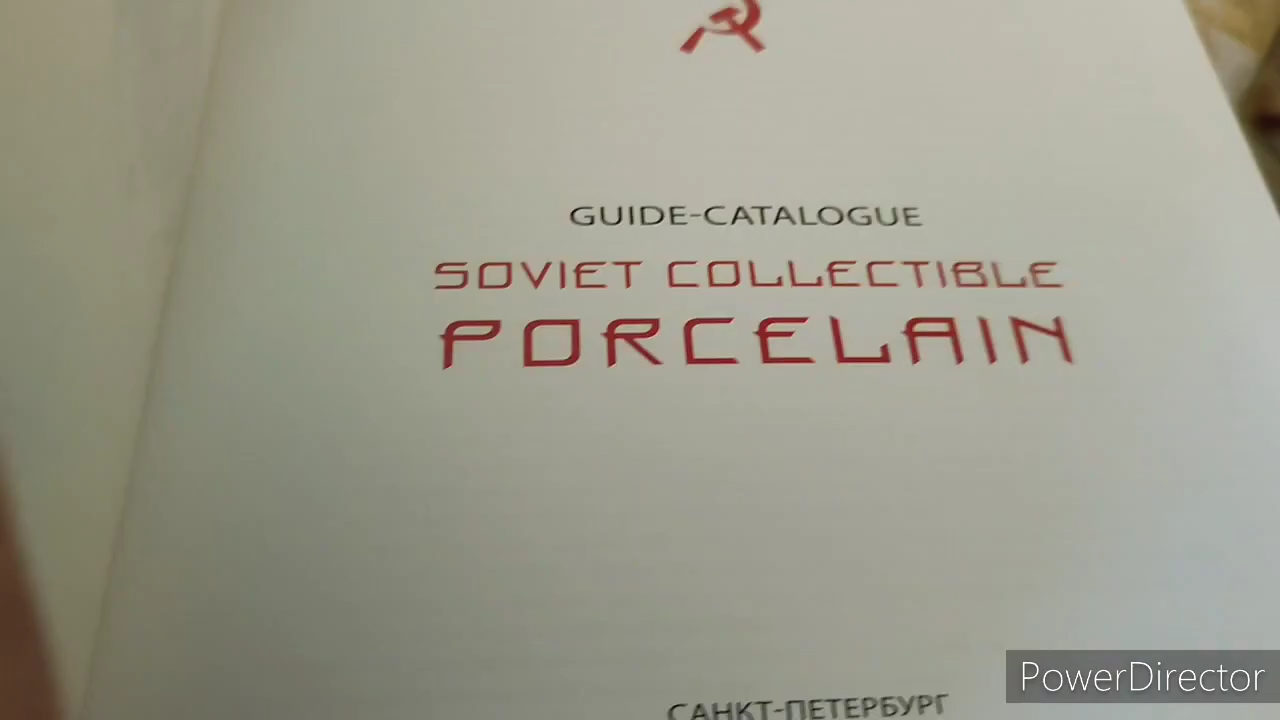 GUIDE-CATALOGUE
SOVIET COLLECTIBLE
PORCELAIN
САНКТ-ПЕТЕРБУРГ
PowerDirector